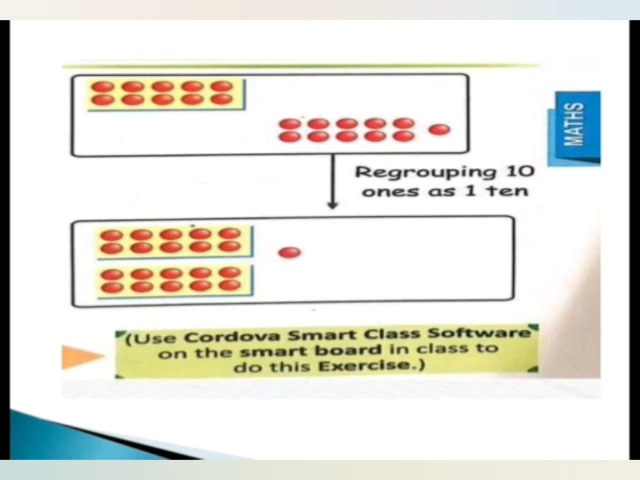 MATHS
Regrouping 10
ones as 1 ten
(Use Cordova Smart Class Software
on the smart board in class to
do this Exercise.)